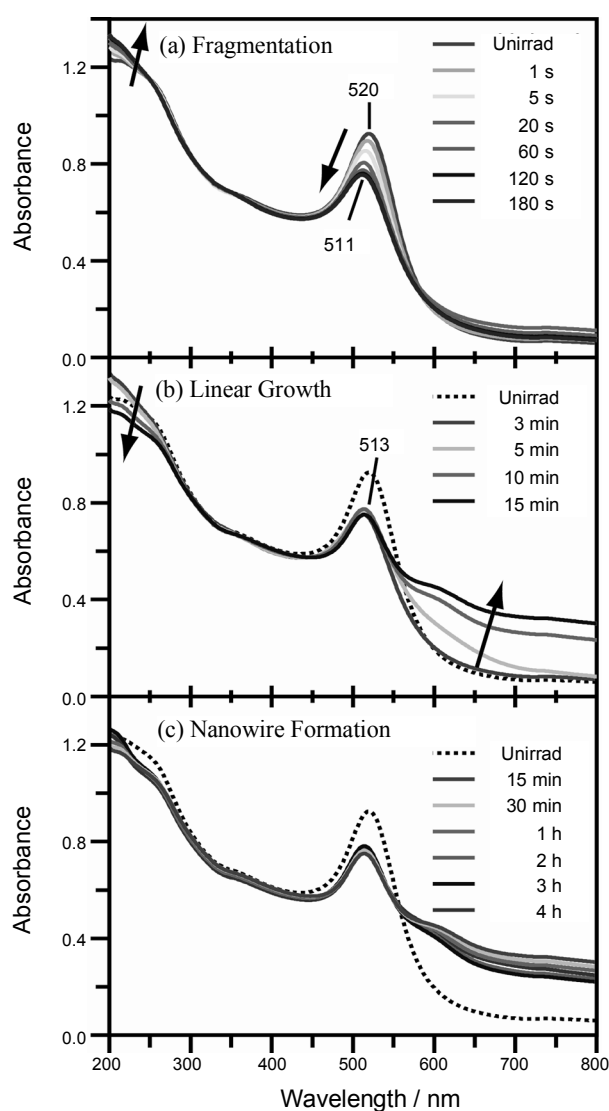 (a) Fragmentation
Unirrad
1 s
5 s
20 s
60 s
120 s
180 s
520
511
Absorbance
1.2
0.8
0.4
0.0
(b) Linear Growth
Unirrad
3 min
5 min
10 min
15 min
513
Absorbance
1.2
0.8
0.4
0.0
(c) Nanowire Formation
Unirrad
15 min
30 min
1 h
2 h
3 h
4 h
Absorbance
1.2
0.8
0.4
0.0
200 300 400 500 600 700 800
Wavelength / nm